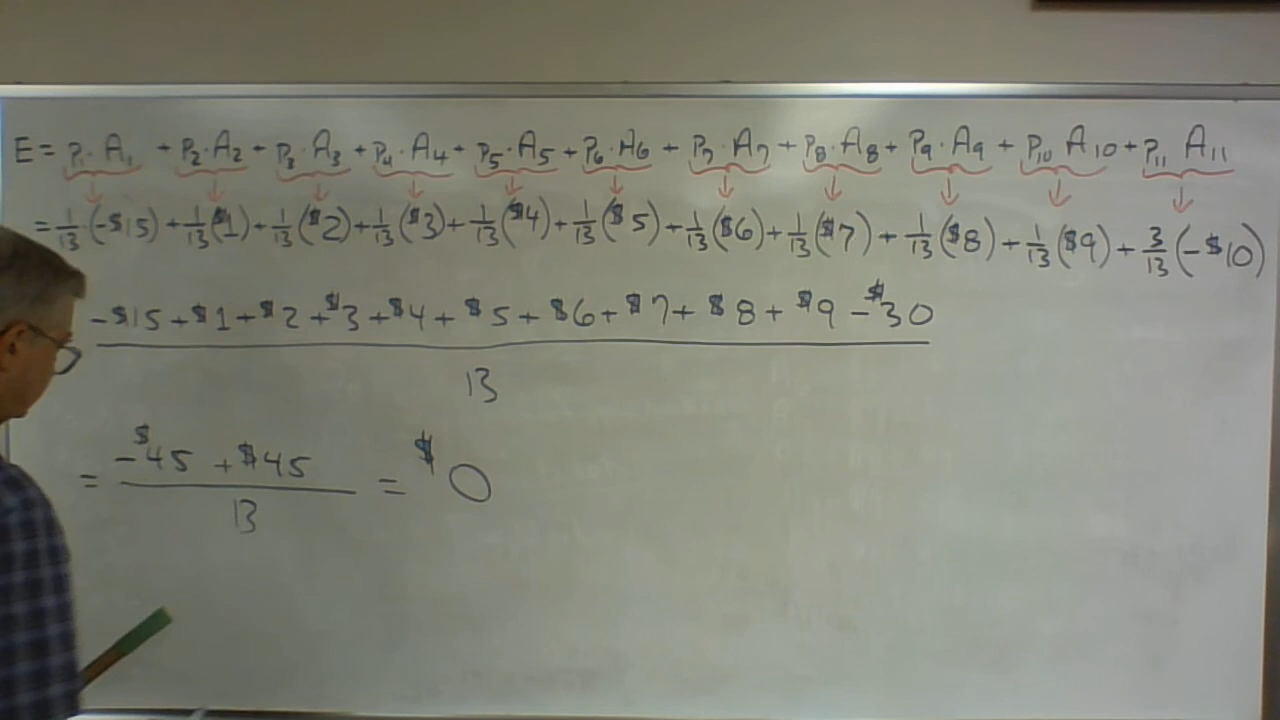 E = P₁·A₁ + P₂·A₂ + P₃·A₃ + P₄·A₄ + P₅·A₅ + P₆·A₆ + P₇·A₇ + P₈·A₈ + P₉·A₉ + P₁₀ A₁₀ + P₁₁ A₁₁
= 1/13 (-$15) + 1/13 ($1) + 1/13 ($2) + 1/13 ($3) + 1/13 ($4) + 1/13 ($5) + 1/13 ($6) + 1/13 ($7) + 1/13 ($8) + 1/13 ($9) + 3/13 (-$10)
-$15 + $1 + $2 + $3 + $4 + $5 + $6 + $7 + $8 + $9 - $30
13
= -$45 + $45 = $0
13